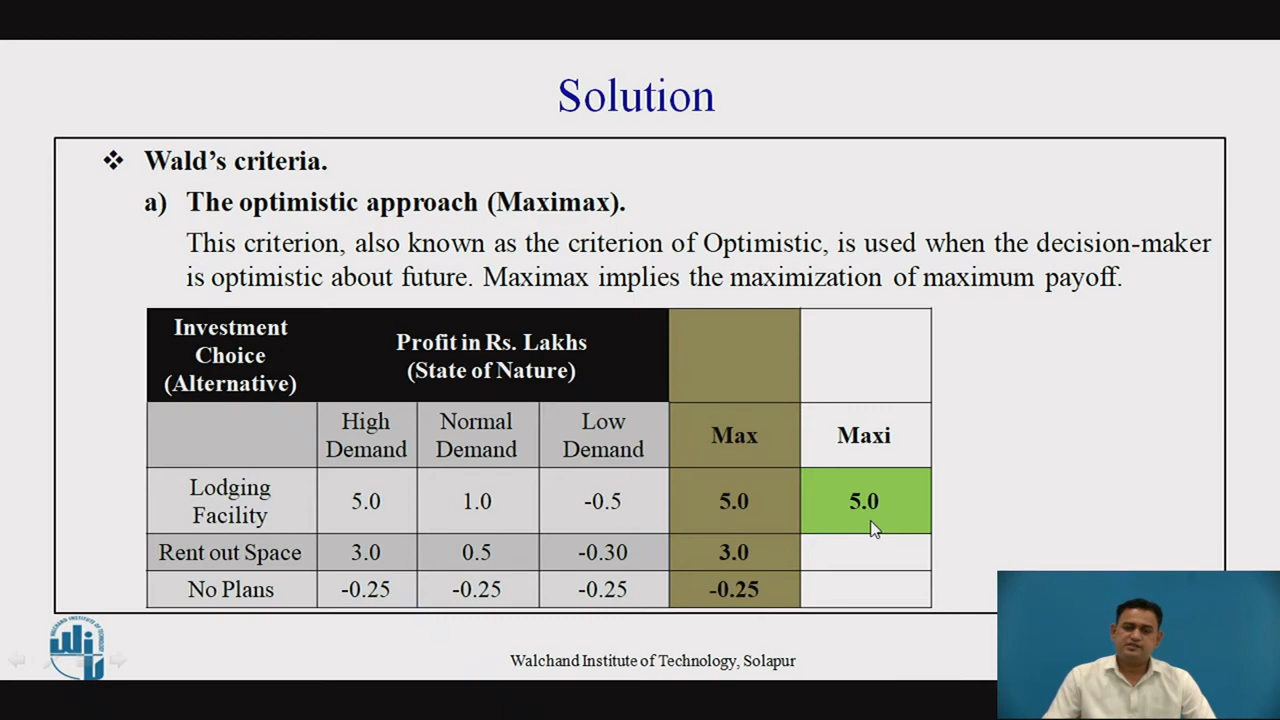 Solution
❖ Wald's criteria.
a) The optimistic approach (Maximax).
This criterion, also known as the criterion of Optimistic, is used when the decision-maker
is optimistic about future. Maximax implies the maximization of maximum payoff.
Investment Choice (Alternative) Profit in Rs. Lakhs (State of Nature)
High Demand Normal Demand Low Demand Max Maxi
Lodging Facility 5.0 1.0 -0.5 5.0 5.0
Rent out Space 3.0 0.5 -0.30 3.0
No Plans -0.25 -0.25 -0.25 -0.25
Walchand Institute of Technology, Solapur